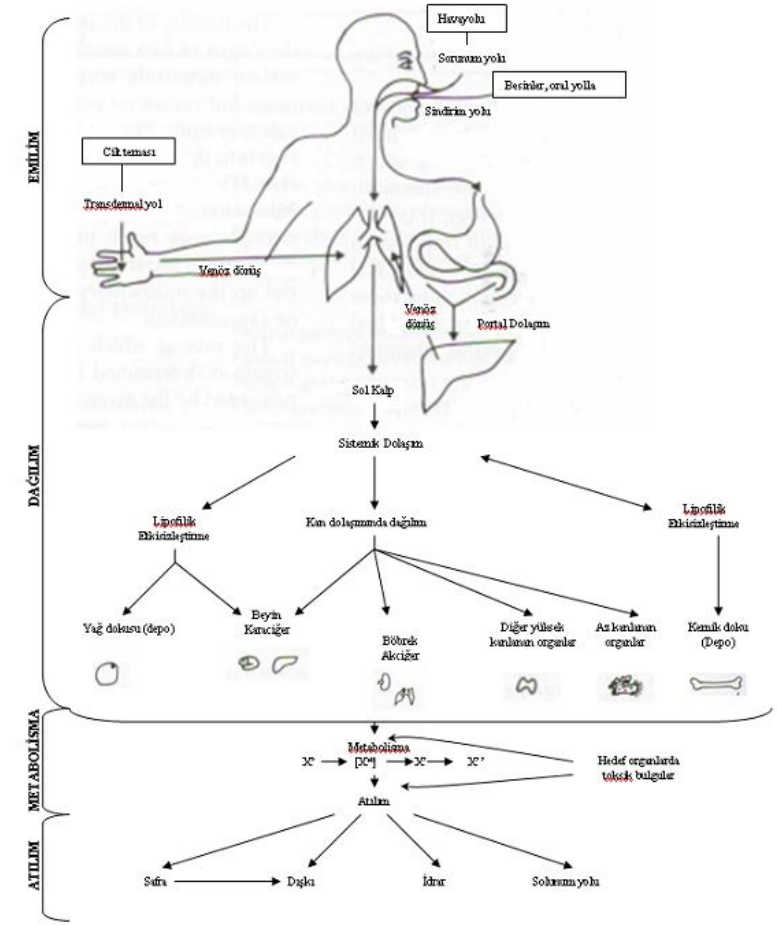 Havayolu
Sorunum yolu
Besinler, oral yolla
Sindirim yolu
EMİLİM
Cilt teması
Transdermal yol
Venöz dönüş
Venöz
dönüş
Portal Dolaşım
DAĞILIM
Sol Kalp
Sistemik Dolaşım
Lipofilik
Etkisizleştirme
Kan dolaşımında dağılım
Lipofilik
Etkisizleştirme
Yağ dokusu (depo)
Beyin
Karaciğer
Böbrek
Akciğer
Diğer yüksek
kanlanan organlar
Az kanlanan
organlar
Kemik doku
(Depo)
METABOLİSMA
Metabolisma
Hedef organlarda
toksik bulgular
Atılım
ATILIM
Safra
Dışkı
İdrar
Solunum yolu